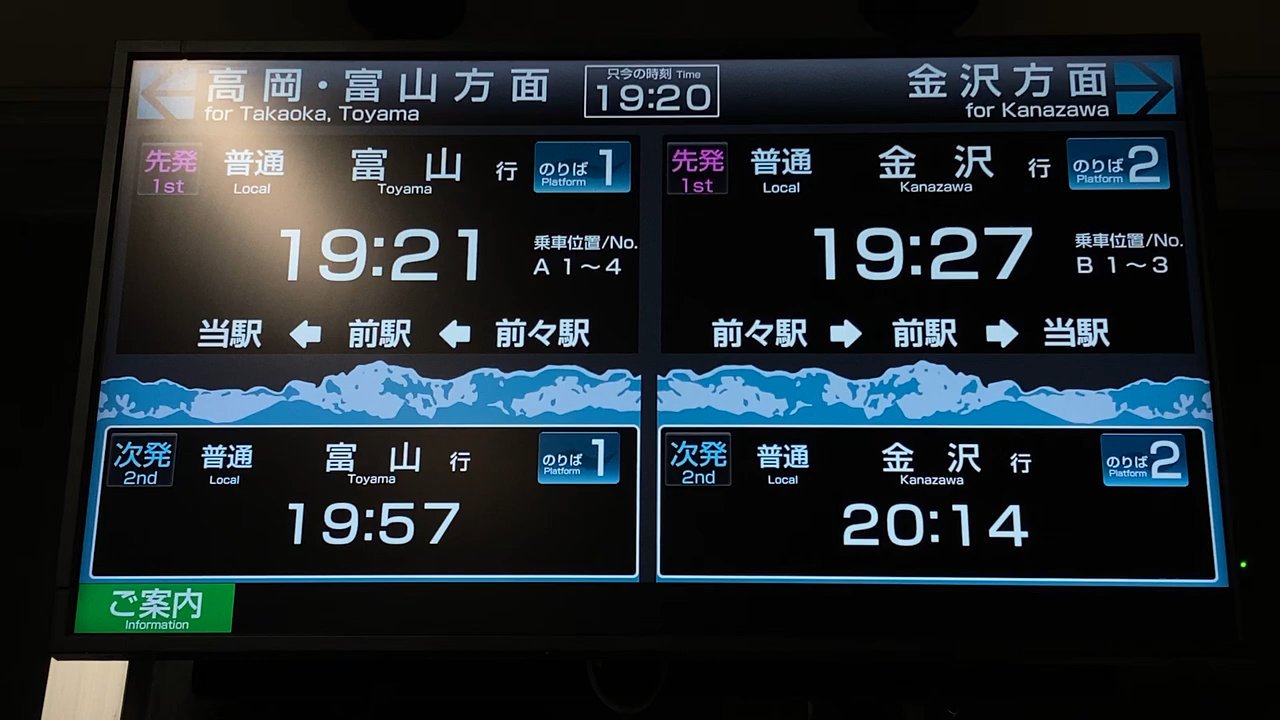 高岡・富山方面
for Takaoka, Toyama
只今の時刻 Time
19:20
金沢方面
for Kanazawa
先発
1st
普通
Local
富山 行
Toyama
のりば 1
Platform
19:21
乗車位置/No.
A 1～4
当駅 ← 前駅 ← 前々駅
先発
1st
普通
Local
金沢 行
Kanazawa
のりば 2
Platform
19:27
乗車位置/No.
B 1～3
前々駅 → 前駅 → 当駅
次発
2nd
普通
Local
富山 行
Toyama
のりば 1
Platform
19:57
次発
2nd
普通
Local
金沢 行
Kanazawa
のりば 2
Platform
20:14
ご案内
Information